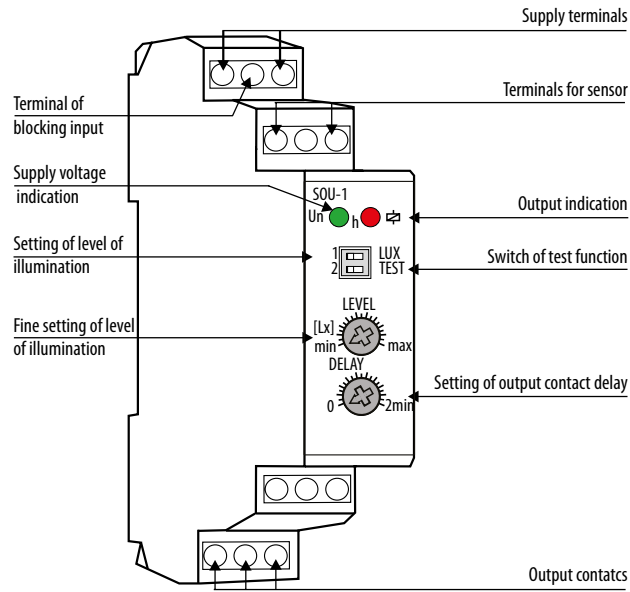 Supply terminals
Terminals for sensor
Terminal of
blocking input
Supply voltage
indication
SOU-1
Un
h
Output indication
Setting of level of
illumination
1
2
LUX
TEST
Switch of test function
LEVEL
[Lx]
min
max
Fine setting of level
of illumination
DELAY
0
2min
Setting of output contact delay
Output contatcs